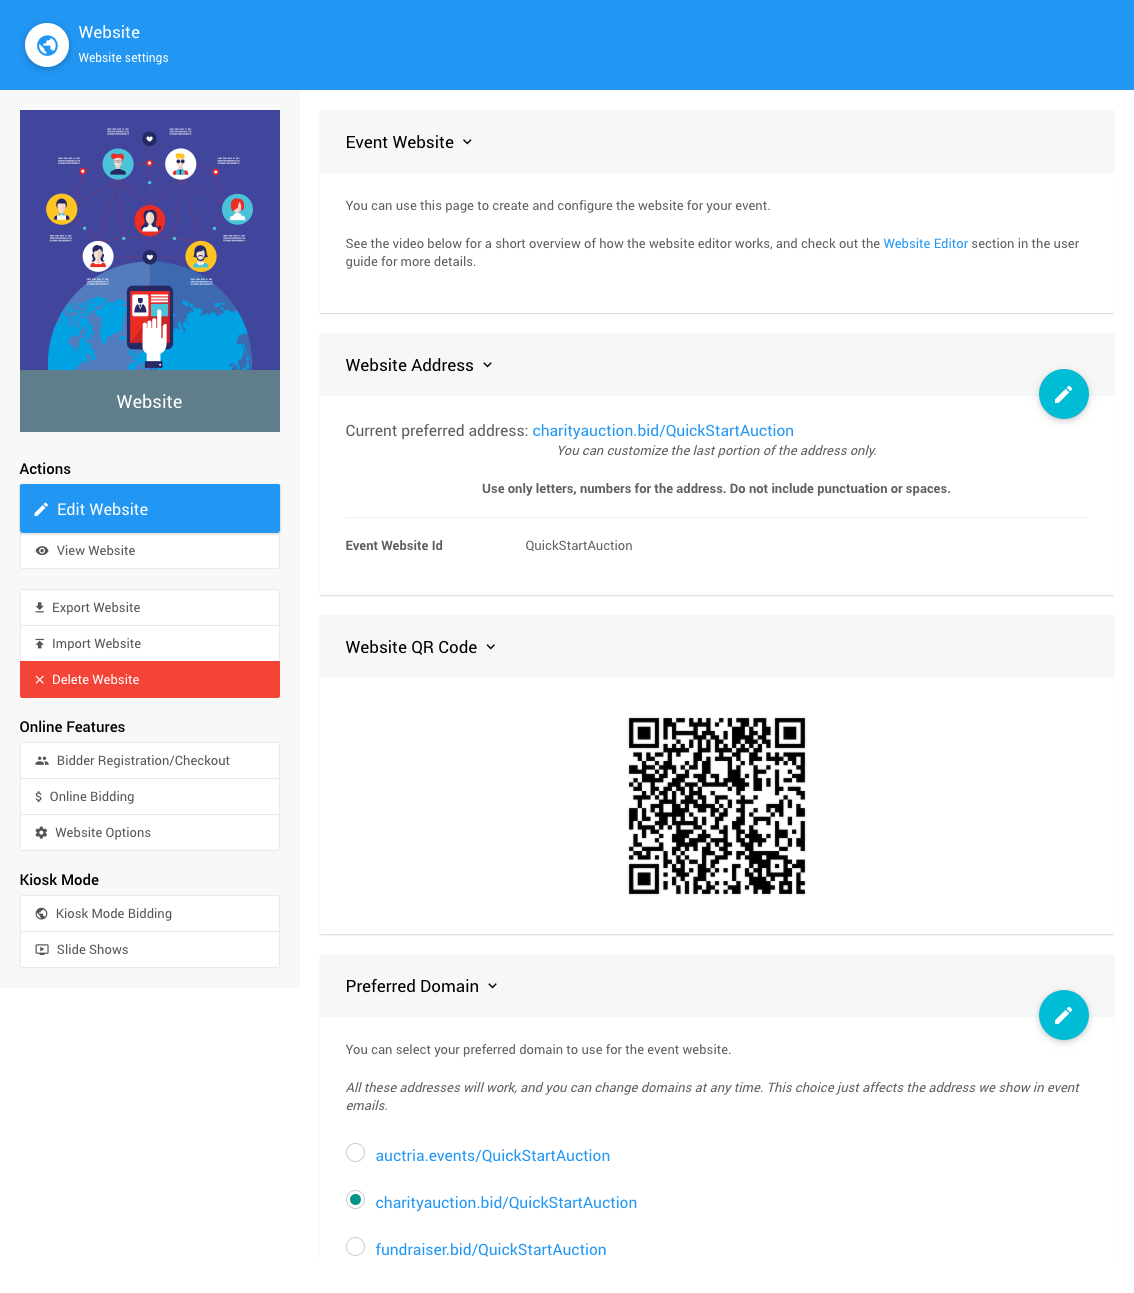 Website
Website settings
Website
Actions
Edit Website
View Website
Export Website
Import Website
Delete Website
Online Features
Bidder Registration/Checkout
$ Online Bidding
Website Options
Kiosk Mode
Kiosk Mode Bidding
Slide Shows
Event Website
You can use this page to create and configure the website for your event.
See the video below for a short overview of how the website editor works, and check out the Website Editor section in the user
guide for more details.
Website Address
Current preferred address: charityauction.bid/QuickStartAuction
You can customize the last portion of the address only.
Use only letters, numbers for the address. Do not include punctuation or spaces.
Event Website Id QuickStartAuction
Website QR Code
Preferred Domain
You can select your preferred domain to use for the event website.
All these addresses will work, and you can change domains at any time. This choice just affects the address we show in event
emails.
auctria.events/QuickStartAuction
charityauction.bid/QuickStartAuction
fundraiser.bid/QuickStartAuction